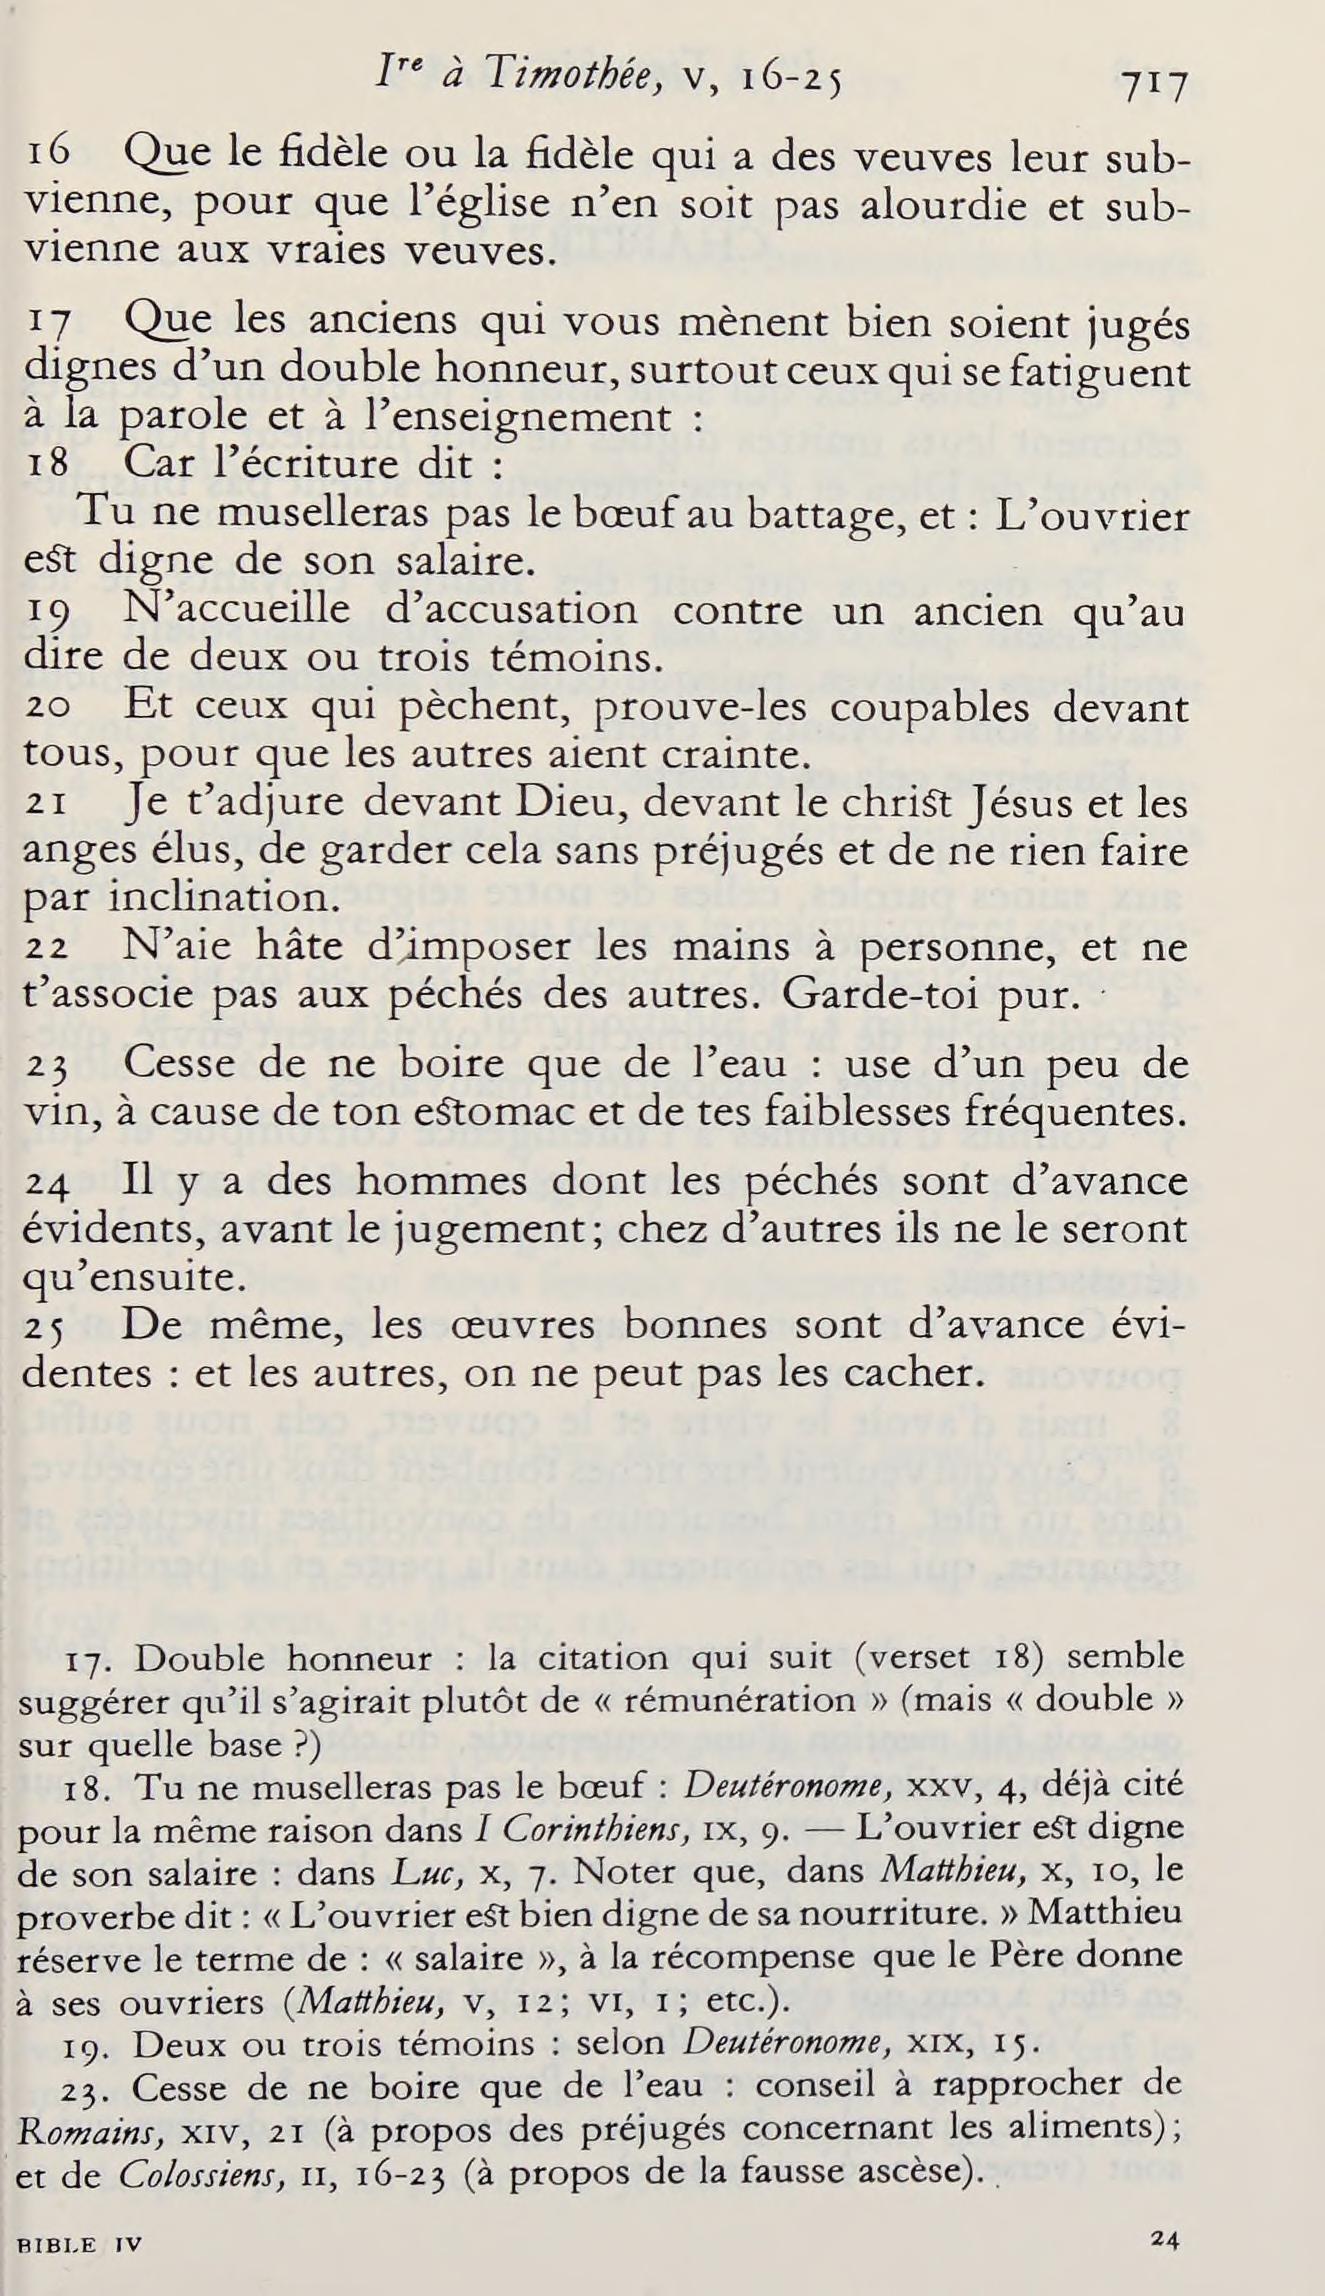 Iʳᵉ à Timothée, V, 16-25 717
16 Que le fidèle ou la fidèle qui a des veuves leur sub-
vienne, pour que l’église n’en soit pas alourdie et sub-
vienne aux vraies veuves.
17 Que les anciens qui vous mènent bien soient jugés
dignes d’un double honneur, surtout ceux qui se fatiguent
à la parole et à l’enseignement :
18 Car l’écriture dit :
Tu ne muselleras pas le bœuf au battage, et : L’ouvrier
est digne de son salaire.
19 N’accueille d’accusation contre un ancien qu’au
dire de deux ou trois témoins.
20 Et ceux qui pèchent, prouve-les coupables devant
tous, pour que les autres aient crainte.
21 Je t’adjure devant Dieu, devant le christ Jésus et les
anges élus, de garder cela sans préjugés et de ne rien faire
par inclination.
22 N’aie hâte d’imposer les mains à personne, et ne
t’associe pas aux péchés des autres. Garde-toi pur.
23 Cesse de ne boire que de l’eau : use d’un peu de
vin, à cause de ton estomac et de tes faiblesses fréquentes.
24 Il y a des hommes dont les péchés sont d’avance
évidents, avant le jugement; chez d’autres ils ne le seront
qu’ensuite.
25 De même, les œuvres bonnes sont d’avance évi-
dentes : et les autres, on ne peut pas les cacher.
17. Double honneur : la citation qui suit (verset 18) semble
suggérer qu’il s’agirait plutôt de « rémunération » (mais « double »
sur quelle base ?)
18. Tu ne muselleras pas le bœuf : Deutéronome, XXV, 4, déjà cité
pour la même raison dans I Corinthiens, IX, 9. — L’ouvrier est digne
de son salaire : dans Luc, X, 7. Noter que, dans Matthieu, X, 10, le
proverbe dit : « L’ouvrier est bien digne de sa nourriture. » Matthieu
réserve le terme de : « salaire », à la récompense que le Père donne
à ses ouvriers (Matthieu, V, 12; VI, 1; etc.).
19. Deux ou trois témoins : selon Deutéronome, XIX, 15.
23. Cesse de ne boire que de l’eau : conseil à rapprocher de
Romains, XIV, 21 (à propos des préjugés concernant les aliments);
et de Colossiens, II, 16-23 (à propos de la fausse ascèse).
BIBLE IV 24